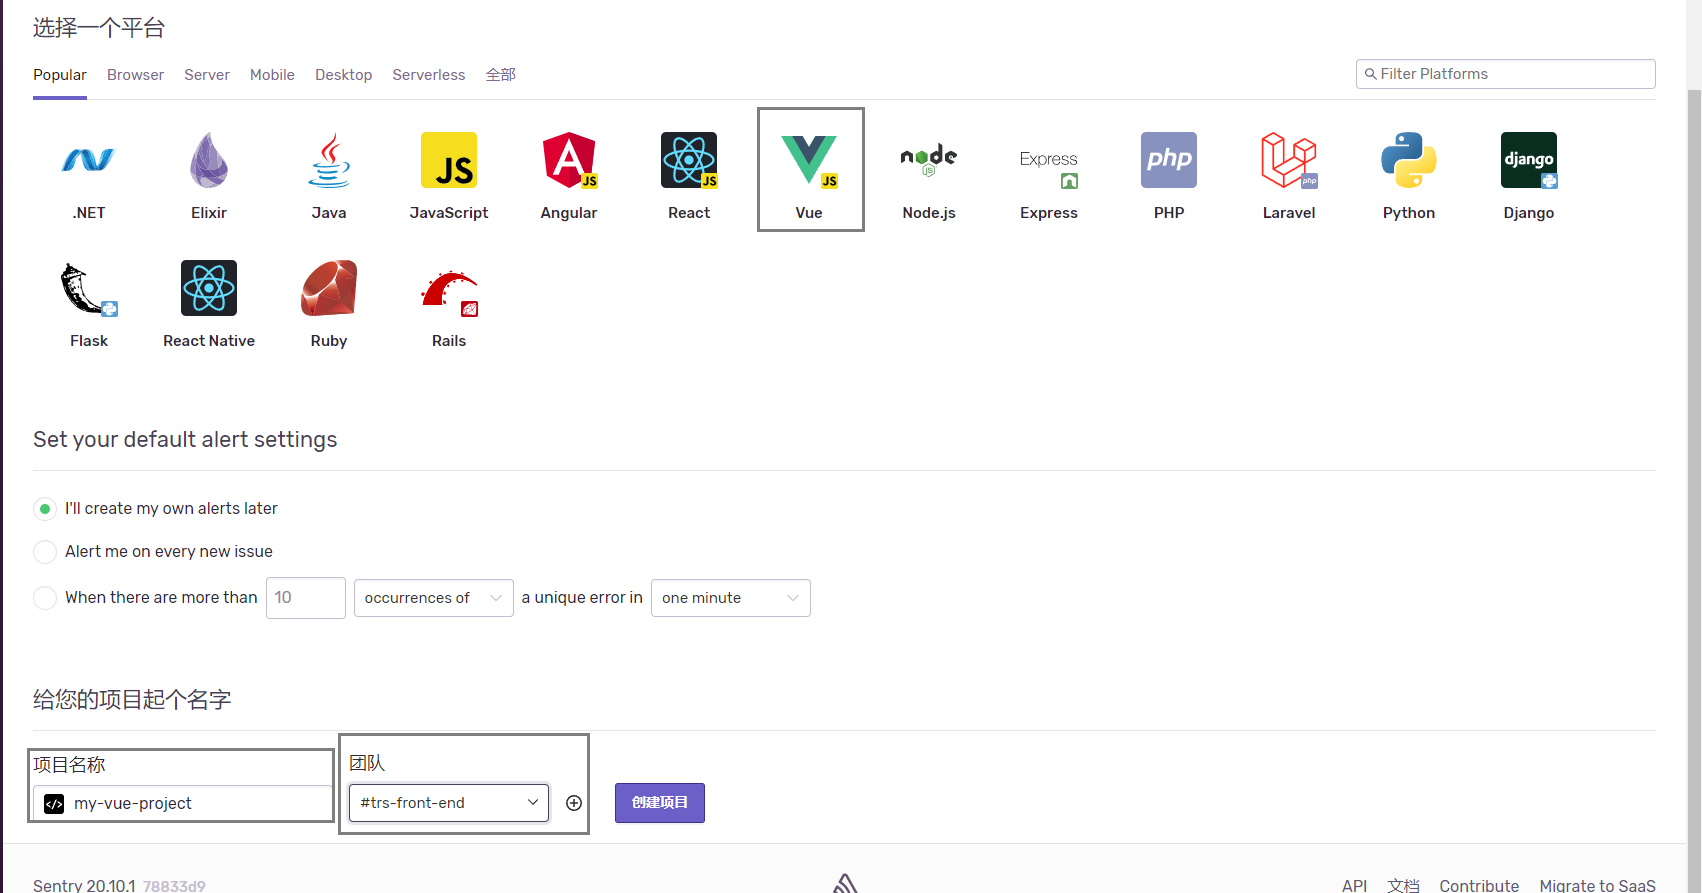 选择一个平台
Popular Browser Server Mobile Desktop Serverless 全部 Filter Platforms
JS JS JS JS node JS Express php php django
.NET Elixir Java JavaScript Angular React Vue Node.js Express PHP Laravel Python Django
Flask React Native Ruby Rails
Set your default alert settings
I'll create my own alerts later
Alert me on every new issue
When there are more than 10 occurrences of a unique error in one minute
给您的项目起个名字
项目名称 团队
</> my-vue-project #trs-front-end 创建项目
Sentry 20.10.1 78833d9 API 文档 Contribute Migrate to SaaS